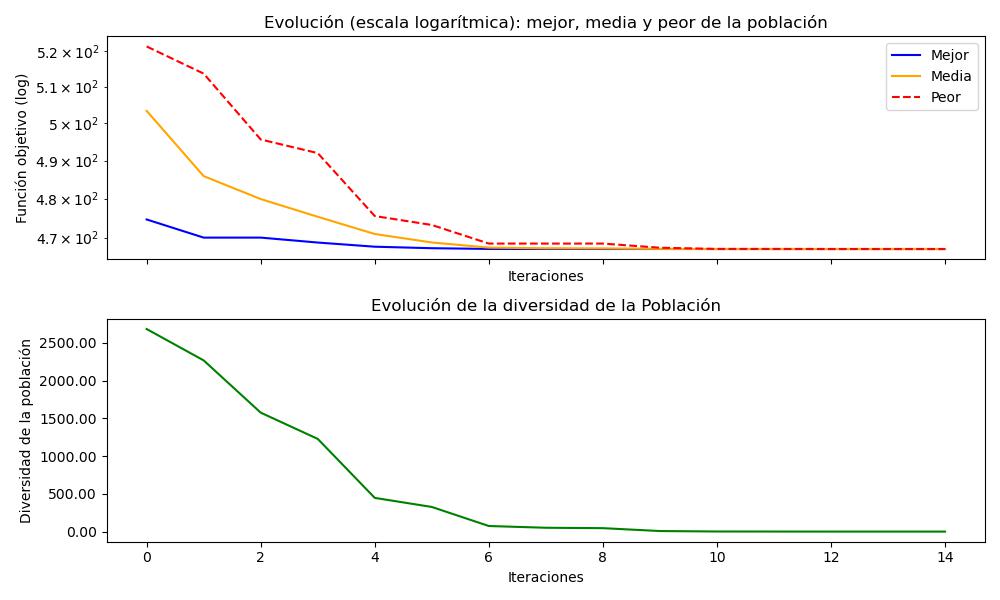 Evolución (escala logarítmica): mejor, media y peor de la población
Función objetivo (log)
5.2 × 10²
5.1 × 10²
5 × 10²
4.9 × 10²
4.8 × 10²
4.7 × 10²
Mejor
Media
Peor
Iteraciones
Evolución de la diversidad de la Población
Diversidad de la población
2500.00
2000.00
1500.00
1000.00
500.00
0.00
0 2 4 6 8 10 12 14
Iteraciones